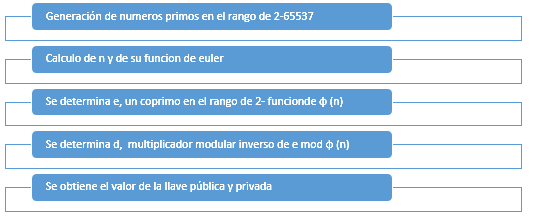 Generación de numeros primos en el rango de 2-65537
Calculo de n y de su funcion de euler
Se determina e, un coprimo en el rango de 2- funcionde ϕ (n)
Se determina d,  multiplicador modular inverso de e mod ϕ (n)
Se obtiene el valor de la llave pública y privada